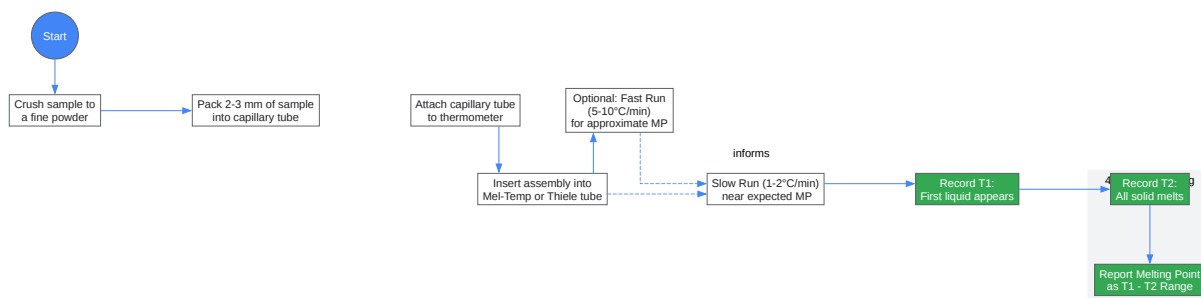 Start
Crush sample to
a fine powder
Pack 2-3 mm of sample
into capillary tube
Attach capillary tube
to thermometer
Optional: Fast Run
(5-10°C/min)
for approximate MP
informs
Insert assembly into
Mel-Temp or Thiele tube
Slow Run (1-2°C/min)
near expected MP
Record T1:
First liquid appears
Record T2:
All solid melts
Report Melting Point
as T1 - T2 Range